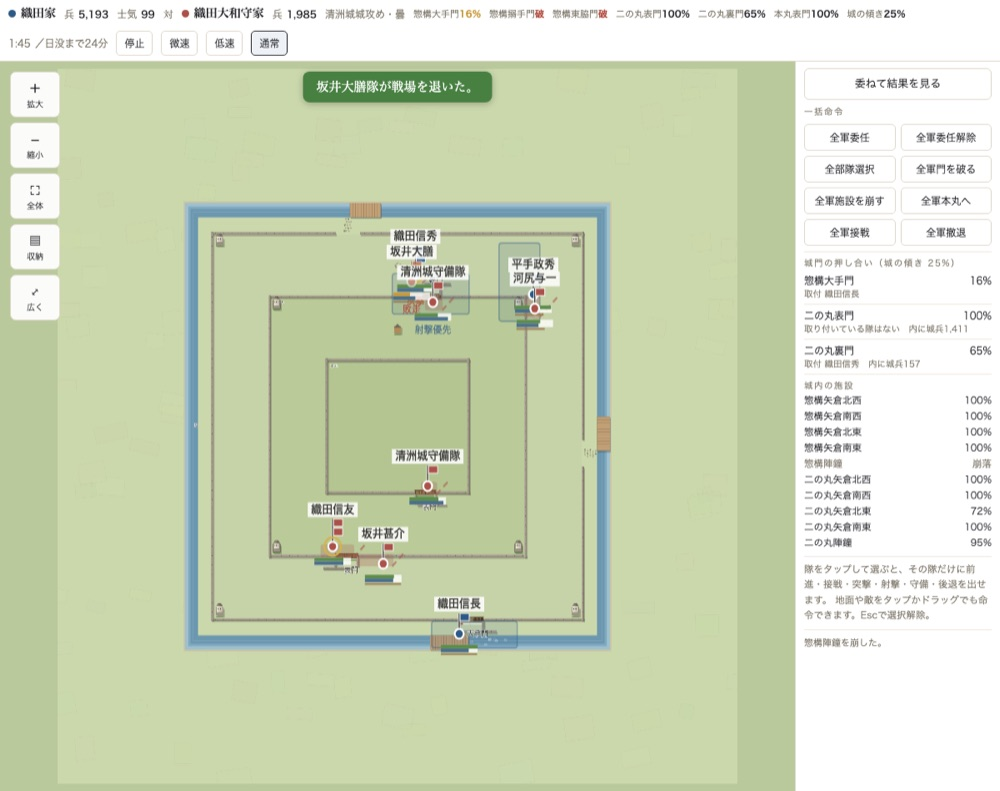 織田家 兵 5,193 士気 99 対 織田大和守家 兵 1,985 清洲城城攻め・曇 惣構大手門16% 惣構搦手門破 惣構東脇門破 二の丸表門100% 二の丸裏門65% 本丸表門100% 城の傾き25%
1:45 ／日没まで24分 停止 微速 低速 通常
坂井大膳隊が戦場を退いた。
＋
拡大
−
縮小
全体
収納
広く
織田信秀
坂井大膳
清洲城守備隊
敗走
射撃優先
平手政秀
河尻与一
清洲城守備隊
織田信友
坂井甚介
織田信長
委ねて結果を見る
一括命令
全軍委任 全軍委任解除
全部隊選択 全軍門を破る
全軍施設を崩す 全軍本丸へ
全軍接戦 全軍撤退
城門の押し合い（城の傾き 25%）
惣構大手門 16%
取付 織田信長
二の丸表門 100%
取り付いている隊はない 内に城兵1,411
二の丸裏門 65%
取付 織田信秀 内に城兵157
城内の施設
惣構矢倉北西 100%
惣構矢倉南西 100%
惣構矢倉北東 100%
惣構矢倉南東 100%
惣構陣鐘 崩落
二の丸矢倉北西 100%
二の丸矢倉南西 100%
二の丸矢倉北東 72%
二の丸矢倉南東 100%
二の丸陣鐘 95%
隊をタップして選ぶと、その隊だけに前
進・接戦・突撃・射撃・守備・後退を出せ
ます。 地面や敵をタップかドラッグでも命
令できます。Escで選択解除。
惣構陣鐘を崩した。